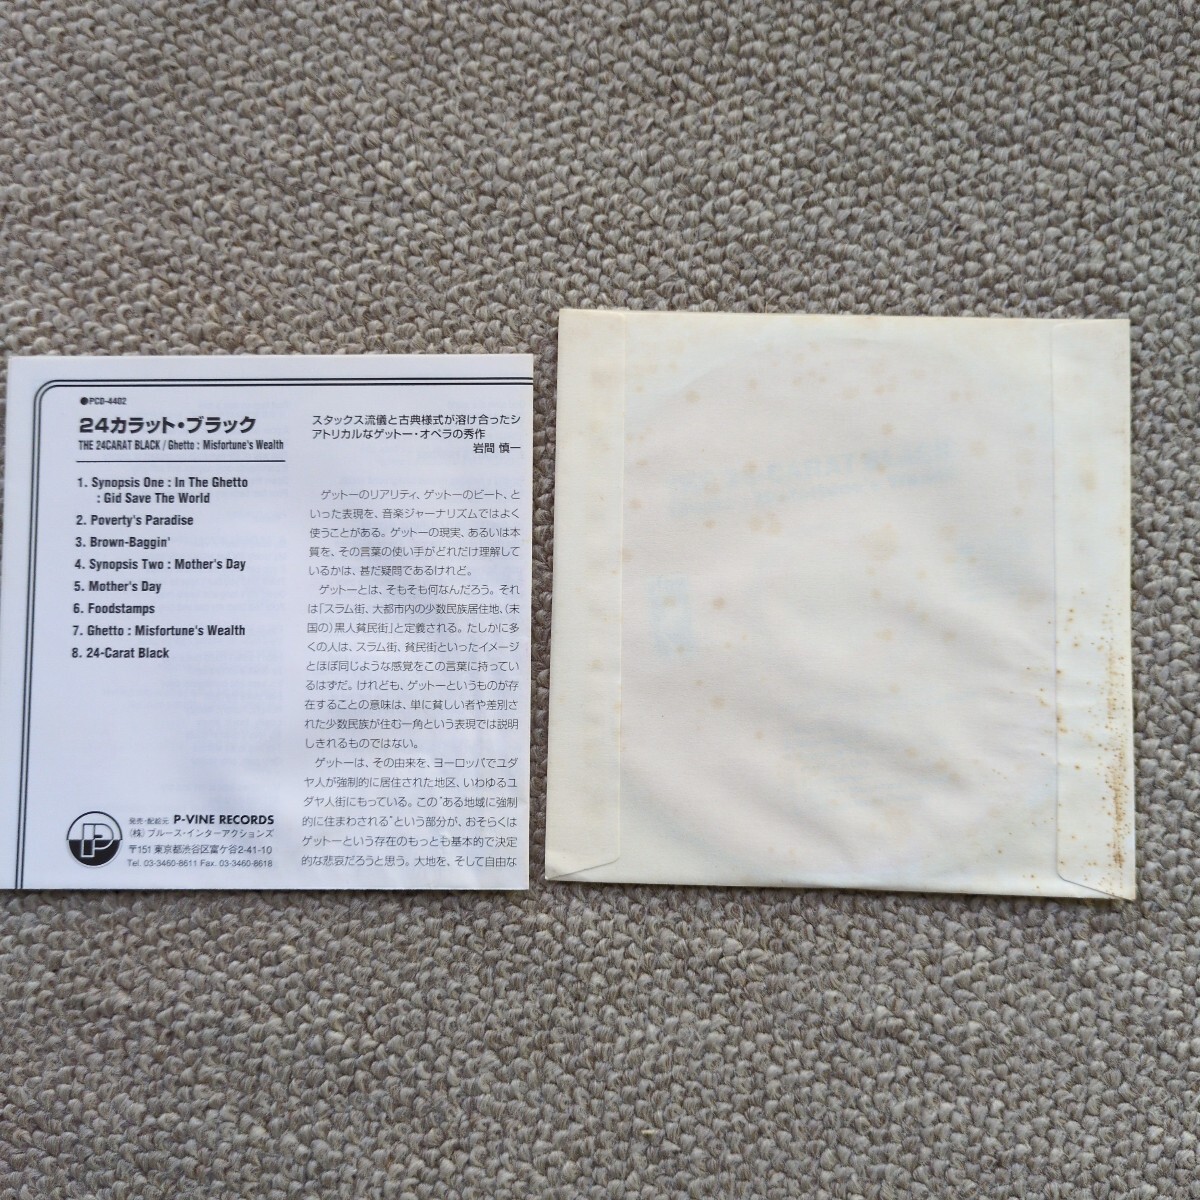 ●PCD-4402
24カラット・ブラック
THE 24CARAT BLACK / Ghetto : Misfortune's Wealth
1. Synopsis One : In The Ghetto
: Gid Save The World
2. Poverty's Paradise
3. Brown-Baggin'
4. Synopsis Two : Mother's Day
5. Mother's Day
6. Foodstamps
7. Ghetto : Misfortune's Wealth
8. 24-Carat Black
P
発売・配給元 P-VINE RECORDS
(株)ブルース・インターアクションズ
〒151 東京都渋谷区富ケ谷2-41-10
Tel. 03-3460-8611 Fax. 03-3460-8618
スタックス流儀と古典様式が溶け合ったシ
アトリカルなゲットー・オペラの秀作
岩間 慎一
ゲットーのリアリティ、ゲットーのビート、と
いった表現を、音楽ジャーナリズムではよく
使うことがある。ゲットーの現実、あるいは本
質を、その言葉の使い手がどれだけ理解して
いるかは、甚だ疑問であるけれど。
ゲットーとは、そもそも何なんだろう。それ
は「スラム街、大都市内の少数民族居住地、(米
国の)黒人貧民街」と定義される。たしかに多
くの人は、スラム街、貧民街といったイメージ
とほぼ同じような感覚をこの言葉に持ってい
るはずだ。けれども、ゲットーというものが存
在することの意味は、単に貧しい者や差別さ
れた少数民族が住む一角という表現では説明
しきれるものではない。
ゲットーは、その由来を、ヨーロッパでユダ
ヤ人が強制的に居住された地区、いわゆるユ
ダヤ人街にもっている。この“ある地域に強制
的に住まわされる”という部分が、おそらくは
ゲットーという存在のもっとも基本的で決定
的な悲哀だろうと思う。大地を、そして自由な